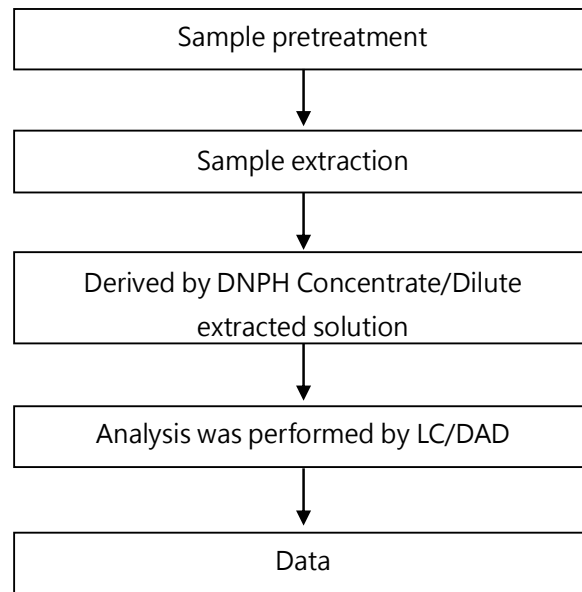 Sample pretreatment
Sample extraction
Derived by DNPH Concentrate/Dilute
extracted solution
Analysis was performed by LC/DAD
Data